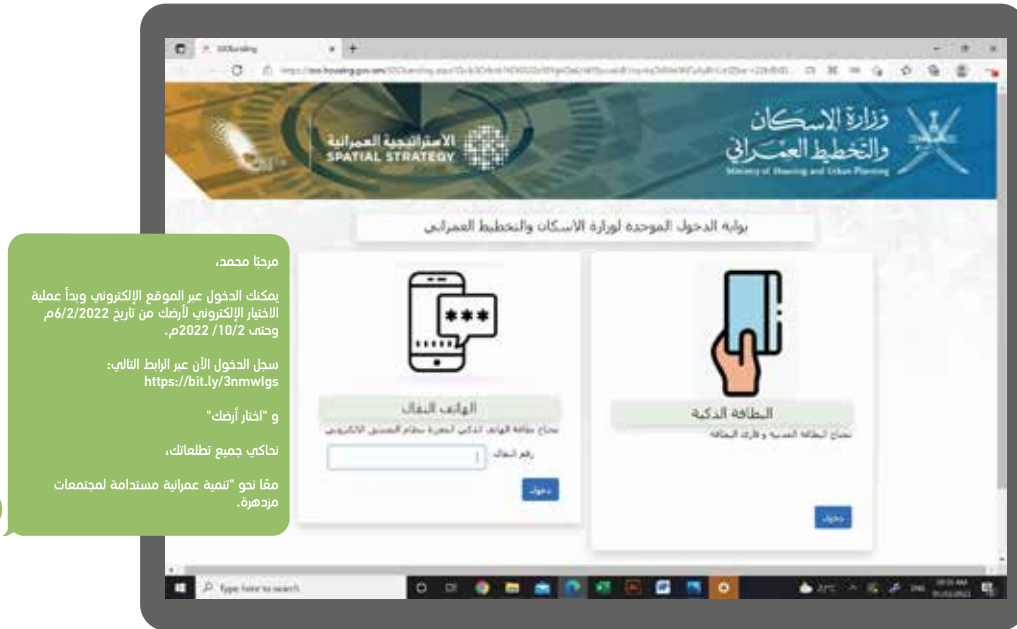 وزارة الإسكان
والتخطيط العمراني
Ministry of Housing and Urban Planning
الاستراتيجية العمرانية
SPATIAL STRATEGY
بوابة الدخول الموحدة لوزارة الاسكان والتخطيط العمراني
البطاقة الذكية
دخول
الهاتف النقال
رقم النقال
دخول
مرحبًا محمد،
يمكنك الدخول عبر الموقع الإلكتروني وبدأ عملية
الاختيار الإلكتروني لأرضك من تاريخ 6/2/2022م
وحتى 10/2/ 2022م.
سجل الدخول الآن عبر الرابط التالي:
https://bit.ly/3nmwIgs
و "اختار أرضك"
نحاكي جميع تطلعاتك،
معًا نحو "تنمية عمرانية مستدامة لمجتمعات
مزدهرة.
Type here to search